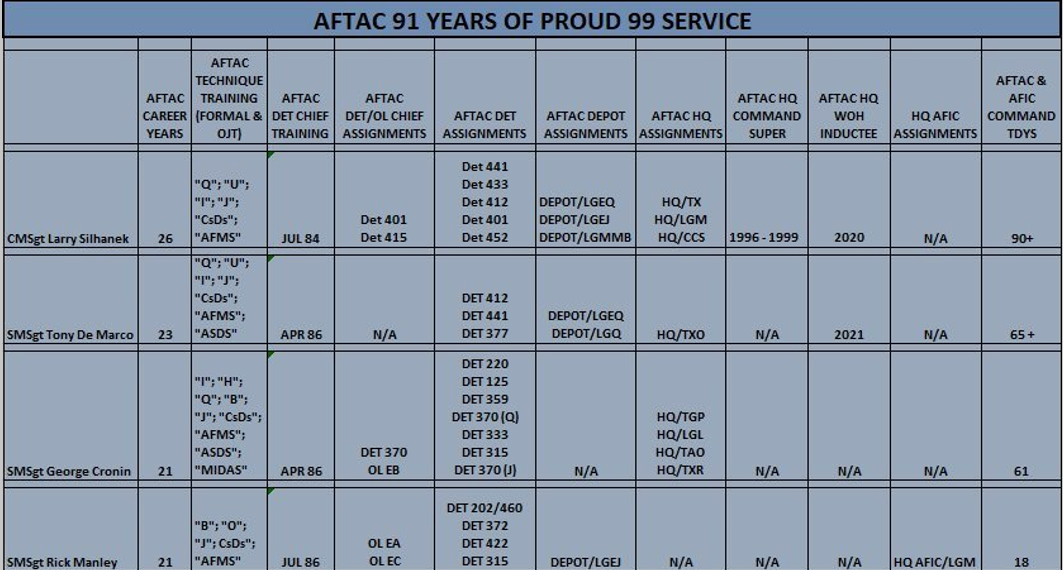 AFTAC 91 YEARS OF PROUD 99 SERVICE
AFTAC CAREER YEARS
AFTAC TECHNIQUE TRAINING (FORMAL & OJT)
AFTAC DET CHIEF TRAINING
AFTAC DET/OL CHIEF ASSIGNMENTS
AFTAC DET ASSIGNMENTS
AFTAC DEPOT ASSIGNMENTS
AFTAC HQ ASSIGNMENTS
AFTAC HQ COMMAND SUPER
AFTAC HQ WOH INDUCTEE
HQ AFIC ASSIGNMENTS
AFTAC & AFIC COMMAND TDYS
CMSgt Larry Silhanek
26
"Q"; "U";
"I"; "J";
"CsDs";
"AFMS"
JUL 84
Det 401
Det 415
Det 441
Det 433
Det 412
Det 401
Det 452
DEPOT/LGEQ
DEPOT/LGEJ
DEPOT/LGMMB
HQ/TX
HQ/LGM
HQ/CCS
1996 - 1999
2020
N/A
90+
SMSgt Tony De Marco
23
"Q"; "U";
"I"; "J";
"CsDs";
"AFMS";
"ASDS"
APR 86
N/A
DET 412
DET 441
DET 377
DEPOT/LGEQ
DEPOT/LGQ
HQ/TXO
N/A
2021
N/A
65 +
SMSgt George Cronin
21
"I"; "H";
"Q"; "B";
"J"; "CsDs";
"AFMS";
"ASDS";
"MIDAS"
APR 86
DET 370
OL EB
DET 220
DET 125
DET 359
DET 370 (Q)
DET 333
DET 315
DET 370 (J)
N/A
HQ/TGP
HQ/LGL
HQ/TAO
HQ/TXR
N/A
N/A
N/A
61
SMSgt Rick Manley
21
"B"; "O";
"J"; CsDs";
"AFMS"
JUL 86
OL EA
OL EC
DET 202/460
DET 372
DET 422
DET 315
DEPOT/LGEJ
N/A
N/A
N/A
HQ AFIC/LGM
18